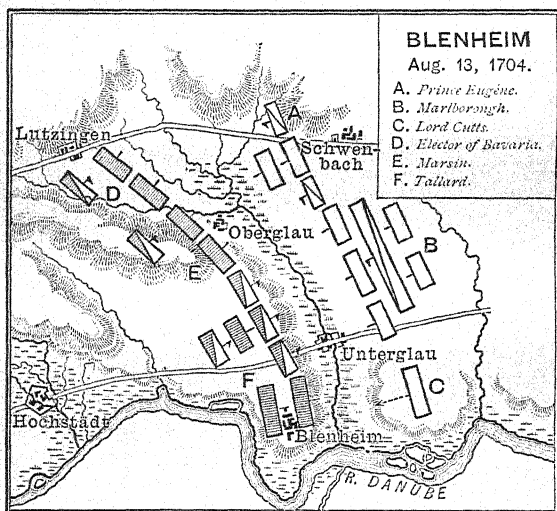 BLENHEIM
Aug. 13, 1704.
A. Prince Eugène.
B. Marlborough.
C. Lord Cutts.
D. Elector of Bavaria.
E. Marsin.
F. Tallard.
A
Lutzingen
Schwen-
bach
D
Oberglau
B
E
Unterglau
F
C
Hochstädt
Blenheim
R. DANUBE